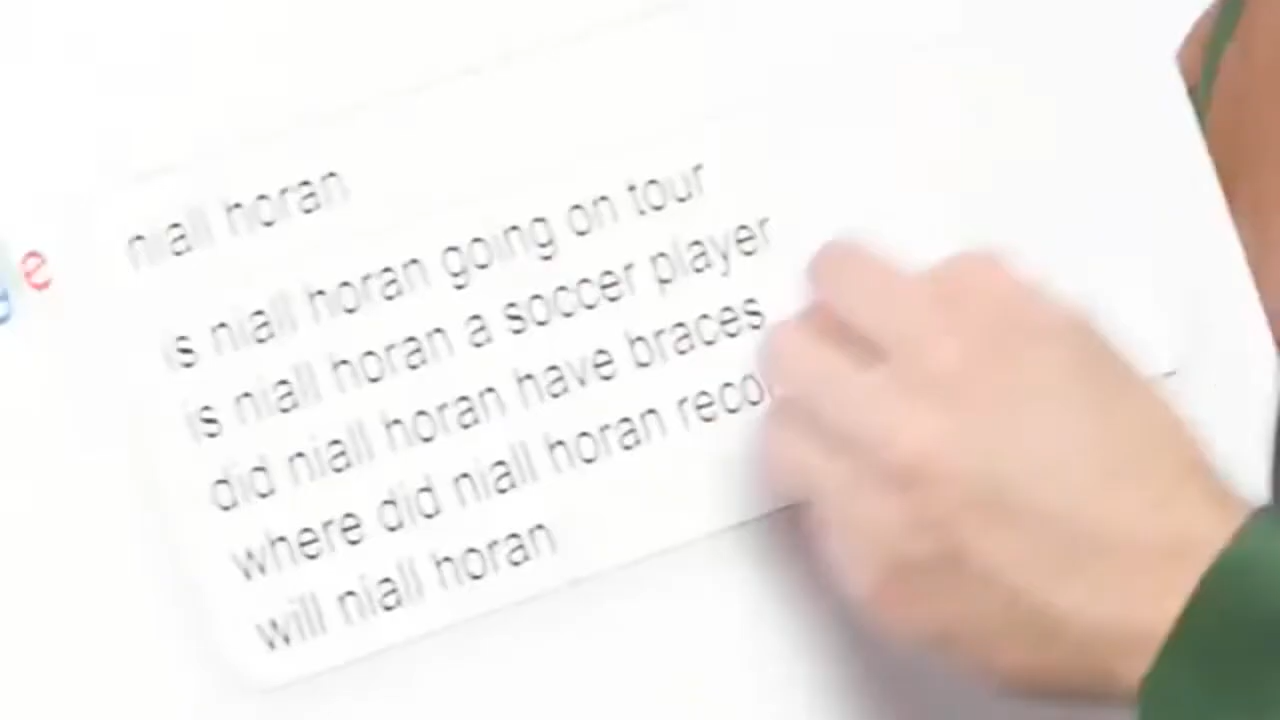 e
niall horan
is niall horan going on tour
is niall horan a soccer player
did niall horan have braces
where did niall horan
will niall horan